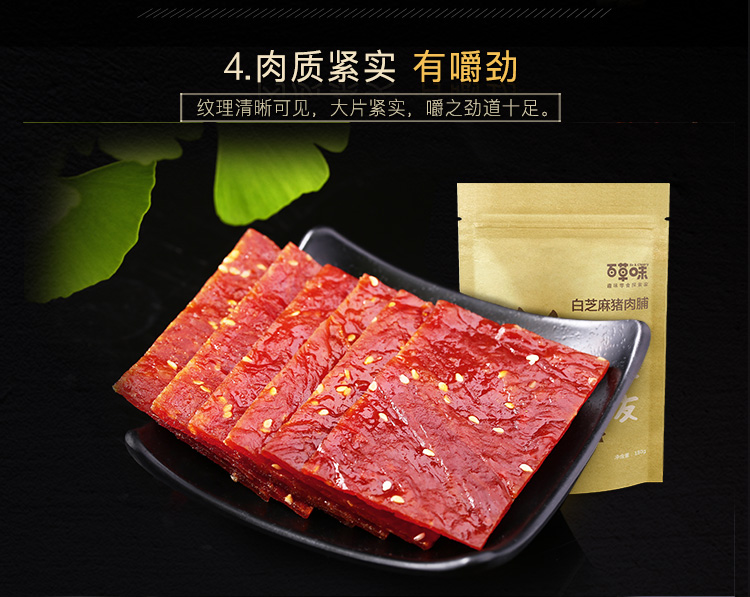 4.肉质紧实 有嚼劲
纹理清晰可见，大片紧实，嚼之劲道十足。
百草味
白芝麻猪肉脯
友